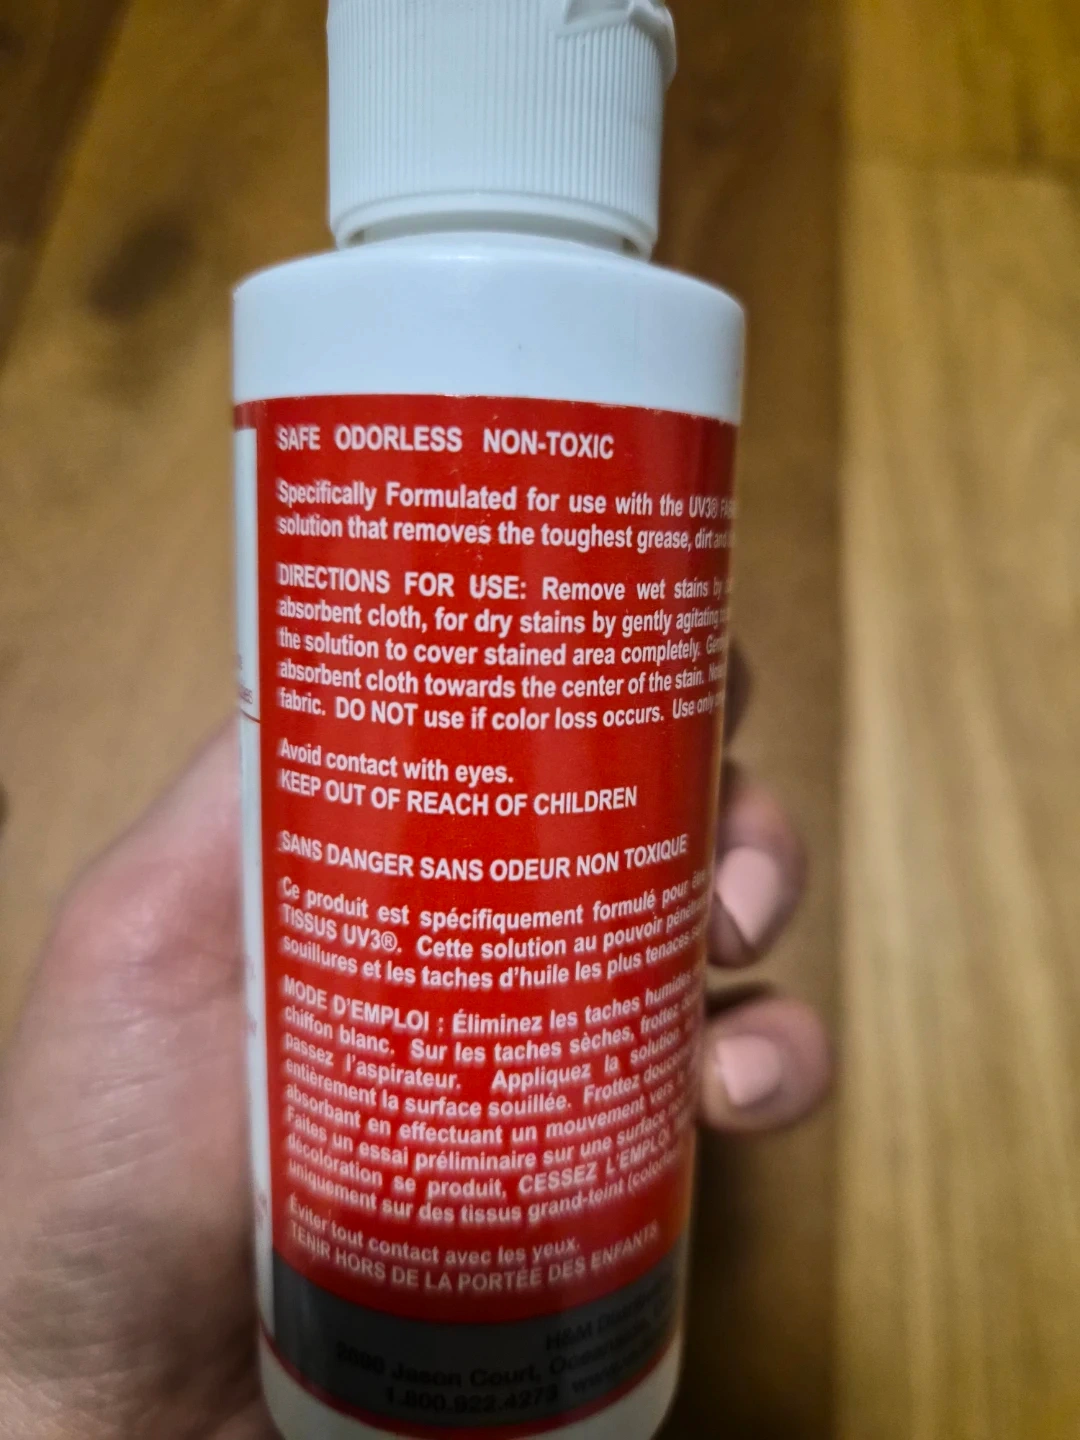 SAFE ODORLESS NON-TOXIC
Specifically Formulated for use with the UV3®
solution that removes the toughest grease, dirt and
DIRECTIONS FOR USE: Remove wet stains by
absorbent cloth, for dry stains by gently agitating
the solution to cover stained area completely.
absorbent cloth towards the center of the stain.
fabric. DO NOT use if color loss occurs. Use only
Avoid contact with eyes.
KEEP OUT OF REACH OF CHILDREN
SANS DANGER SANS ODEUR NON TOXIQUE
Ce produit est spécifiquement formulé pour être
TISSUS UV3®. Cette solution au pouvoir
souillures et les taches d'huile les plus tenaces
MODE D'EMPLOI : Éliminez les taches humides
chiffon blanc. Sur les taches sèches, frottez
passez l'aspirateur. Appliquez la solution
entièrement la surface souillée. Frottez
absorbant en effectuant un mouvement vers
Faites un essai préliminaire sur une surface
décoloration se produit, CESSEZ L'EMPLOI.
uniquement sur des tissus grand-teint
Éviter tout contact avec les yeux.
TENIR HORS DE LA PORTÉE DES ENFANTS
H&M
Jason Court,
1.800.922.4273